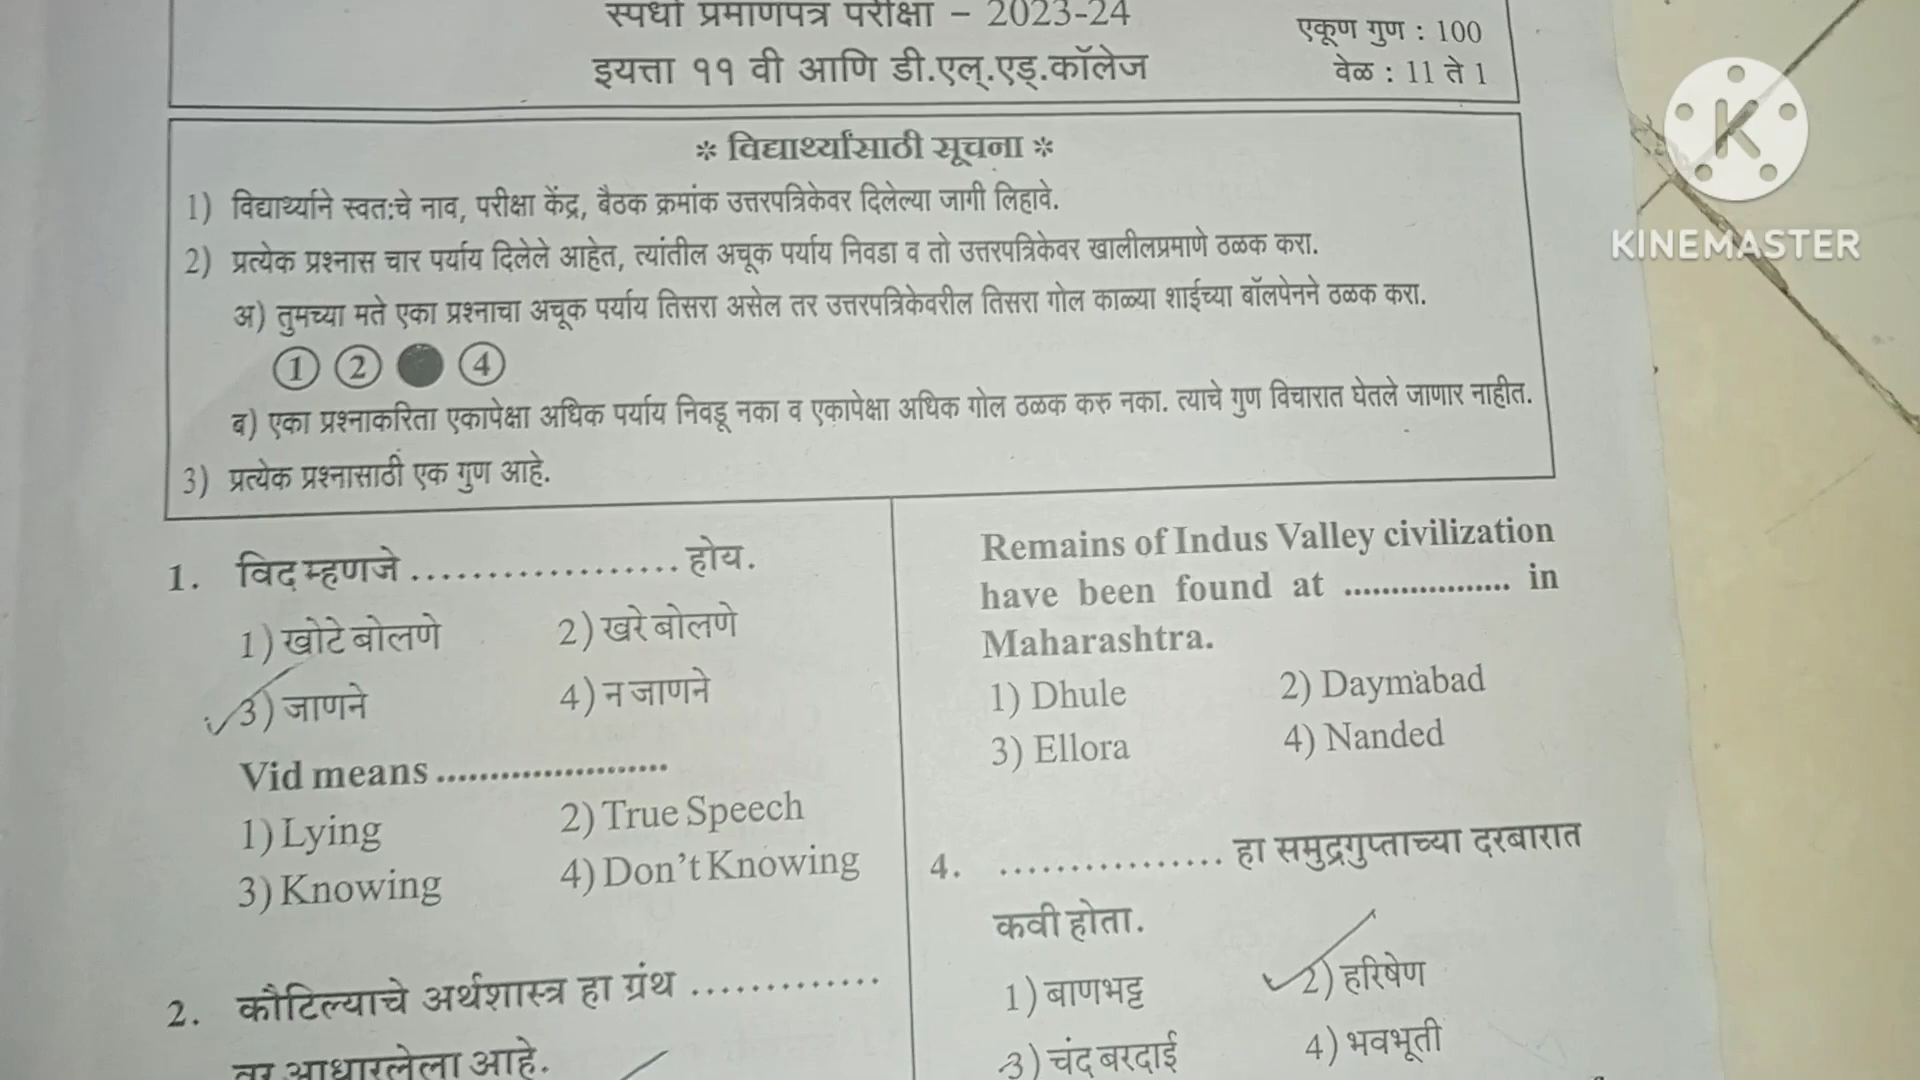 स्पर्धा प्रमाणपत्र परीक्षा – 2023-24
इयत्ता ११ वी आणि डी.एल्.एड्.कॉलेज
एकूण गुण : 100
वेळ : 11 ते 1
K
KINEMASTER
* विद्यार्थ्यांसाठी सूचना *
1) विद्यार्थ्याने स्वतःचे नाव, परीक्षा केंद्र, बैठक क्रमांक उत्तरपत्रिकेवर दिलेल्या जागी लिहावे.
2) प्रत्येक प्रश्नास चार पर्याय दिलेले आहेत, त्यांतील अचूक पर्याय निवडा व तो उत्तरपत्रिकेवर खालीलप्रमाणे ठळक करा.
अ) तुमच्या मते एका प्रश्नाचा अचूक पर्याय तिसरा असेल तर उत्तरपत्रिकेवरील तिसरा गोल काळ्या शाईच्या बॉलपेनने ठळक करा.
1 2 4
ब) एका प्रश्नाकरिता एकापेक्षा अधिक पर्याय निवडू नका व एकापेक्षा अधिक गोल ठळक करु नका. त्याचे गुण विचारात घेतले जाणार नाहीत.
3) प्रत्येक प्रश्नासाठी एक गुण आहे.
1. विद म्हणजे .................. होय.
1) खोटे बोलणे 2) खरे बोलणे
3) जाणने 4) न जाणने
Vid means ......................
1) Lying 2) True Speech
3) Knowing 4) Don't Knowing
2. कौटिल्याचे अर्थशास्त्र हा ग्रंथ .............
वर आधारलेला आहे.
Remains of Indus Valley civilization
have been found at .................. in
Maharashtra.
1) Dhule 2) Daymabad
3) Ellora 4) Nanded
4. ................ हा समुद्रगुप्ताच्या दरबारात
कवी होता.
1) बाणभट्ट 2) हरिषेण
3) चंद बरदाई 4) भवभूती